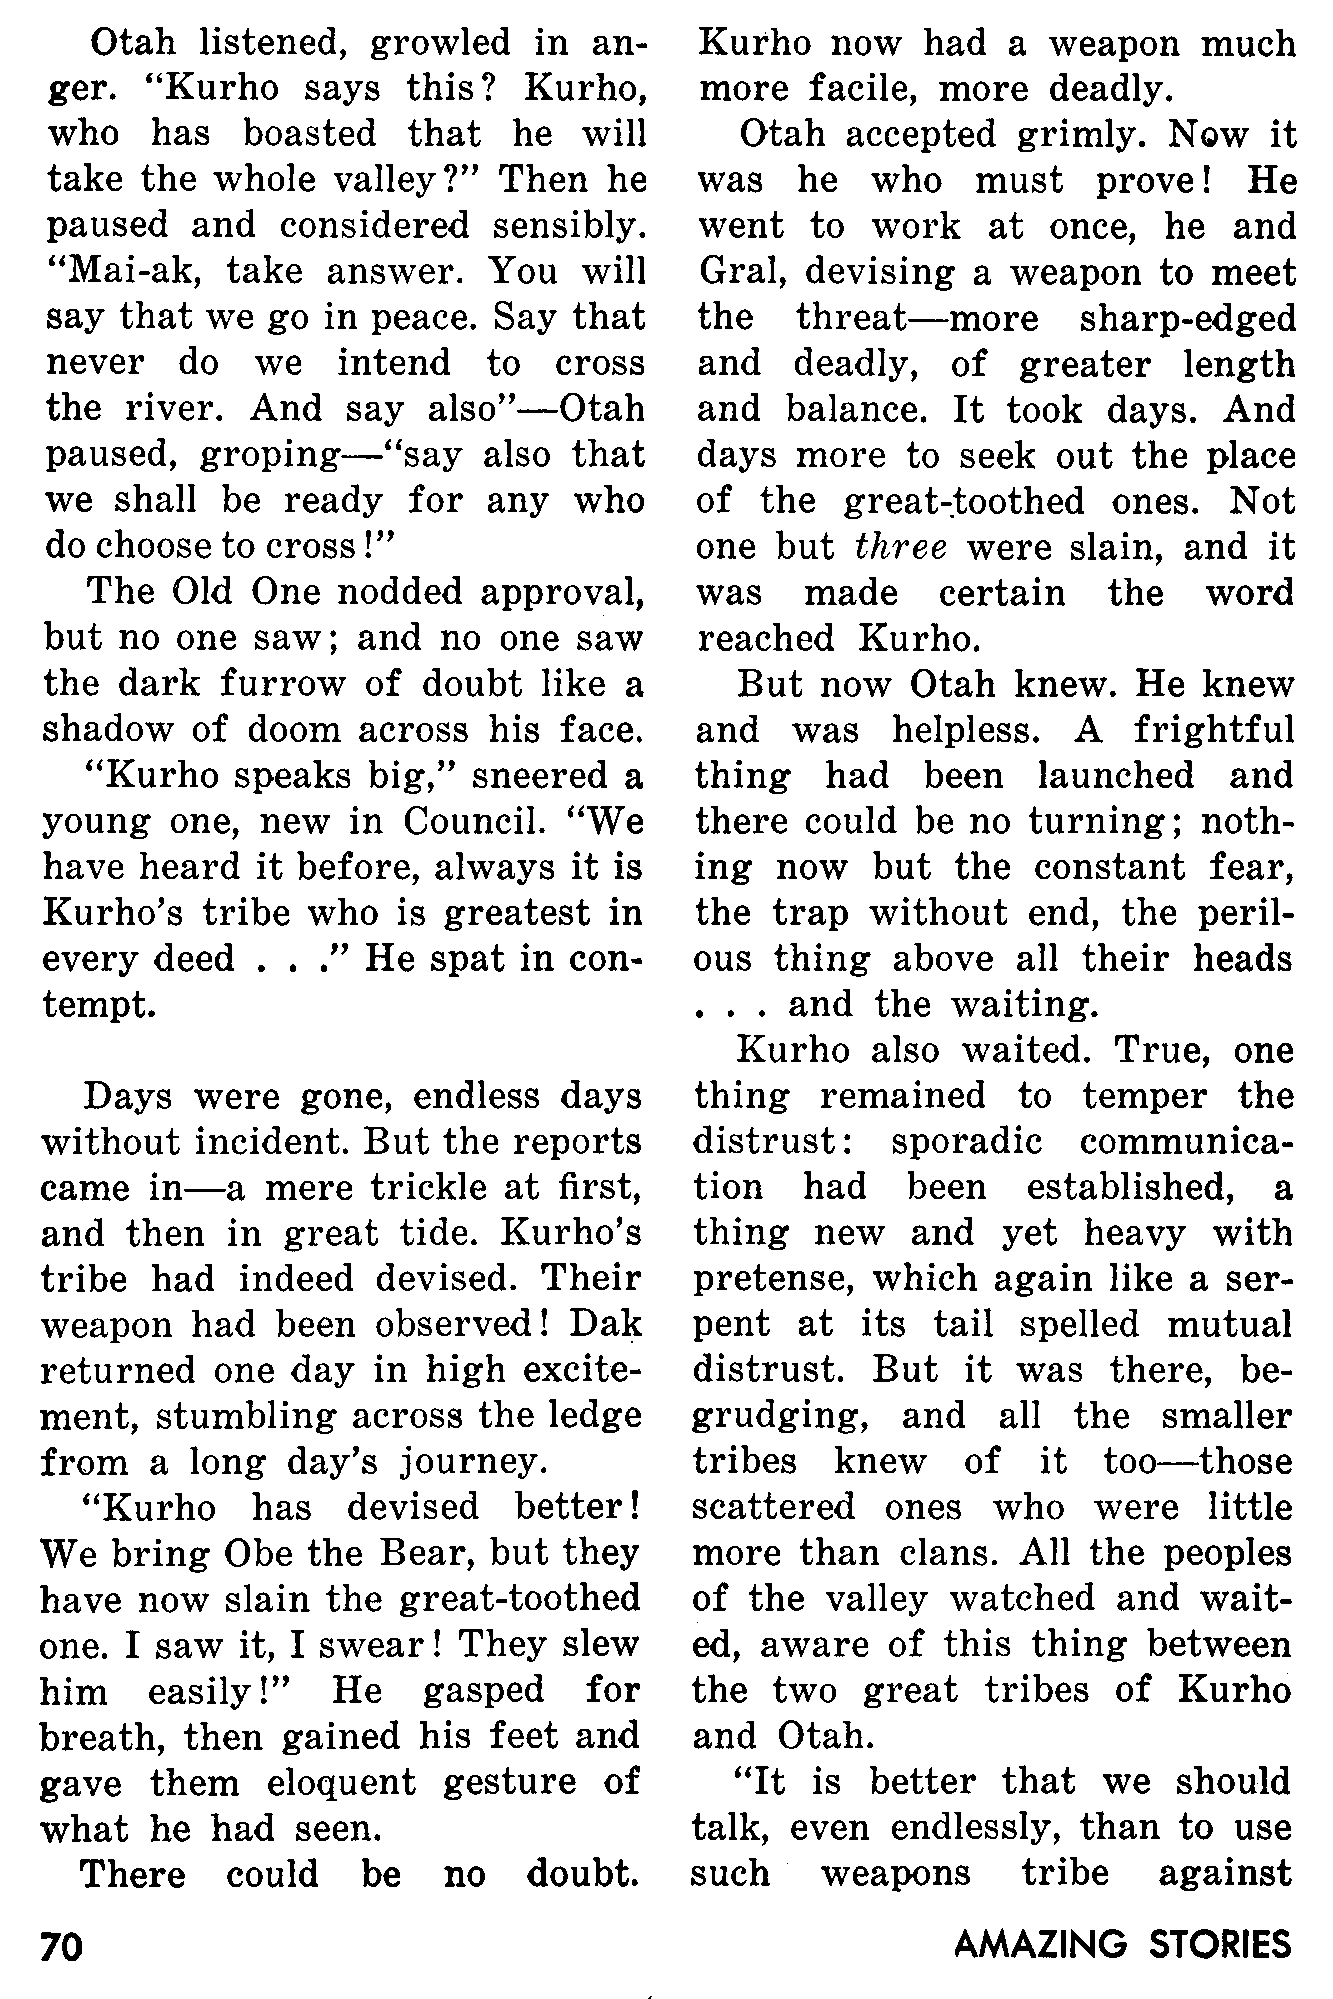 Otah listened, growled in an-
ger. “Kurho says this? Kurho,
who has boasted that he will
take the whole valley?” Then he
paused and considered sensibly.
“Mai-ak, take answer. You will
say that we go in peace. Say that
never do we intend to cross
the river. And say also”—Otah
paused, groping—“say also that
we shall be ready for any who
do choose to cross!”
The Old One nodded approval,
but no one saw; and no one saw
the dark furrow of doubt like a
shadow of doom across his face.
“Kurho speaks big,” sneered a
young one, new in Council. “We
have heard it before, always it is
Kurho’s tribe who is greatest in
every deed . . .” He spat in con-
tempt.
Days were gone, endless days
without incident. But the reports
came in—a mere trickle at first,
and then in great tide. Kurho’s
tribe had indeed devised. Their
weapon had been observed! Dak
returned one day in high excite-
ment, stumbling across the ledge
from a long day’s journey.
“Kurho has devised better!
We bring Obe the Bear, but they
have now slain the great-toothed
one. I saw it, I swear! They slew
him easily!” He gasped for
breath, then gained his feet and
gave them eloquent gesture of
what he had seen.
There could be no doubt.
Kurho now had a weapon much
more facile, more deadly.
Otah accepted grimly. Now it
was he who must prove! He
went to work at once, he and
Gral, devising a weapon to meet
the threat—more sharp-edged
and deadly, of greater length
and balance. It took days. And
days more to seek out the place
of the great-toothed ones. Not
one but three were slain, and it
was made certain the word
reached Kurho.
But now Otah knew. He knew
and was helpless. A frightful
thing had been launched and
there could be no turning; noth-
ing now but the constant fear,
the trap without end, the peril-
ous thing above all their heads
. . . and the waiting.
Kurho also waited. True, one
thing remained to temper the
distrust: sporadic communica-
tion had been established, a
thing new and yet heavy with
pretense, which again like a ser-
pent at its tail spelled mutual
distrust. But it was there, be-
grudging, and all the smaller
tribes knew of it too—those
scattered ones who were little
more than clans. All the peoples
of the valley watched and wait-
ed, aware of this thing between
the two great tribes of Kurho
and Otah.
“It is better that we should
talk, even endlessly, than to use
such weapons tribe against
70
AMAZING STORIES